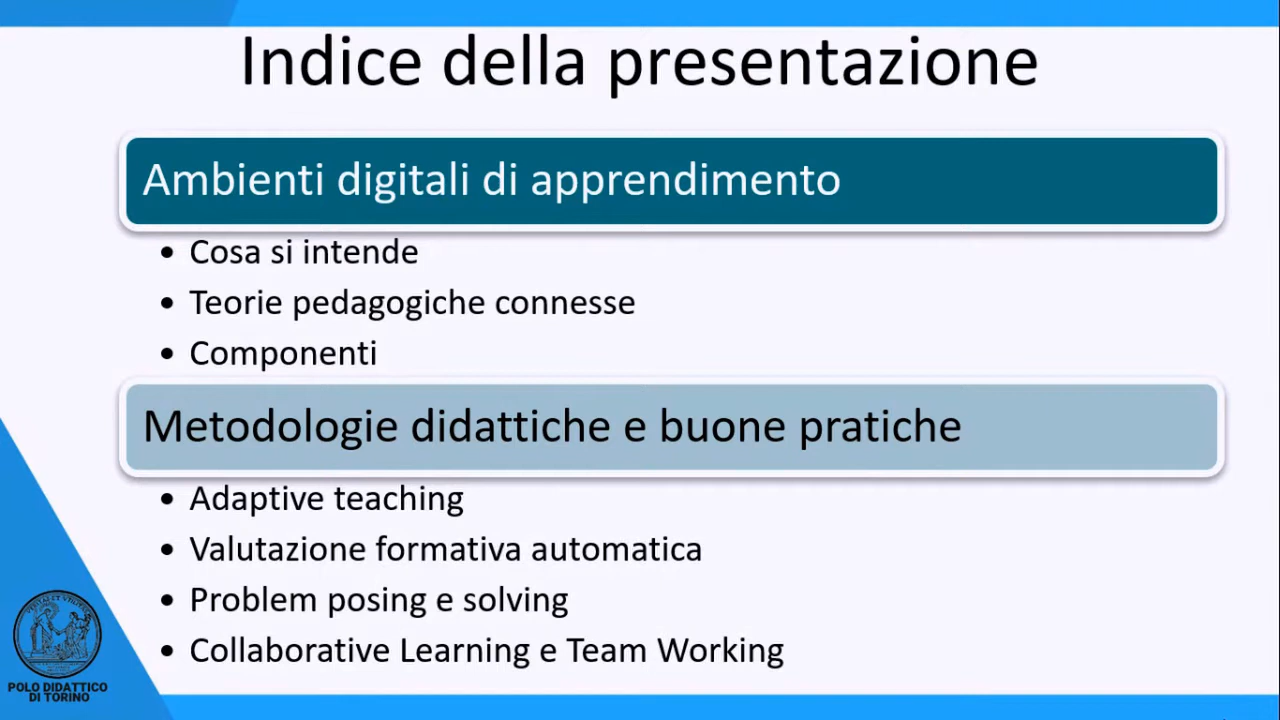 Indice della presentazione
Ambienti digitali di apprendimento
• Cosa si intende
• Teorie pedagogiche connesse
• Componenti
Metodologie didattiche e buone pratiche
• Adaptive teaching
• Valutazione formativa automatica
• Problem posing e solving
• Collaborative Learning e Team Working
POLO DIDATTICO
DI TORINO